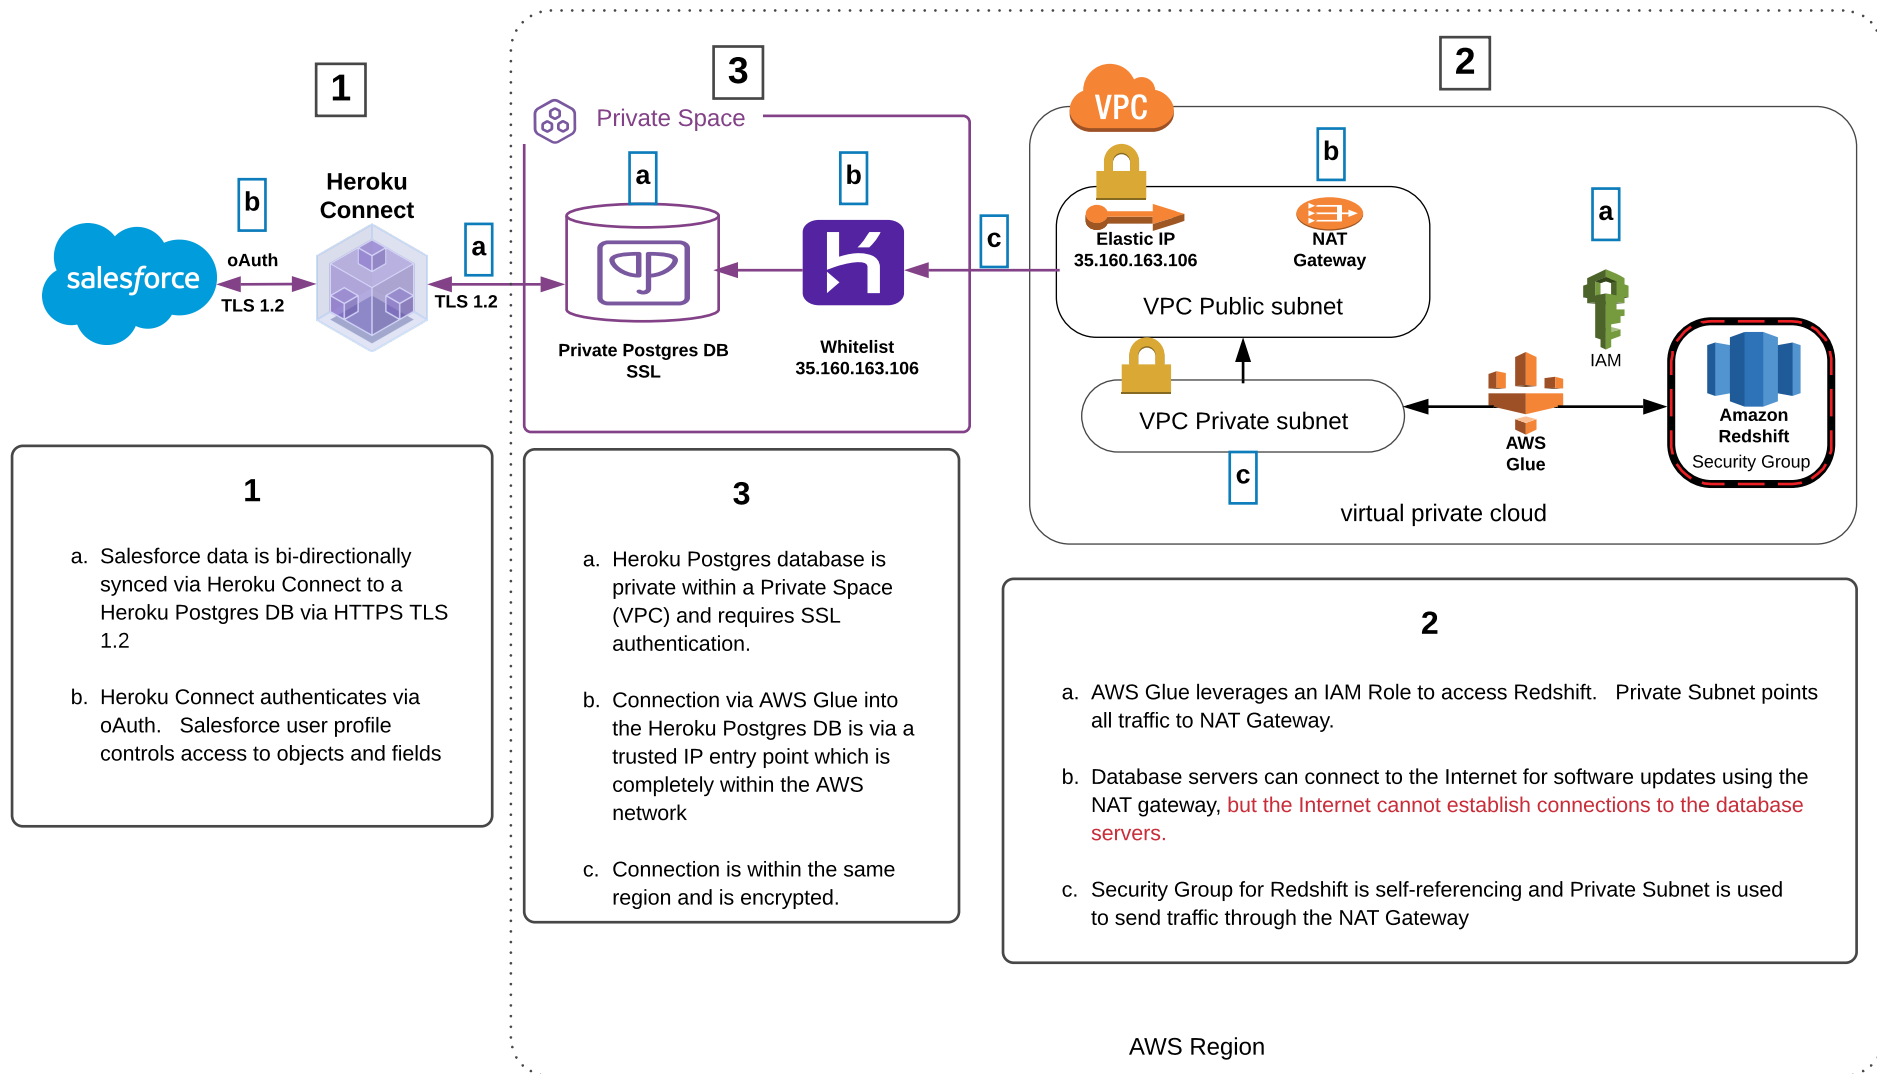 1
3
2
VPC
Private Space
a
b
b
Heroku
Connect
b
a
c
a
salesforce
oAuth
TLS 1.2
TLS 1.2
Elastic IP
35.160.163.106
NAT
Gateway
VPC Public subnet
Private Postgres DB
SSL
Whitelist
35.160.163.106
IAM
VPC Private subnet
c
AWS
Glue
Amazon
Redshift
Security Group
virtual private cloud
1
a. Salesforce data is bi-directionally
synced via Heroku Connect to a
Heroku Postgres DB via HTTPS TLS
1.2
b. Heroku Connect authenticates via
oAuth. Salesforce user profile
controls access to objects and fields
3
a. Heroku Postgres database is
private within a Private Space
(VPC) and requires SSL
authentication.
b. Connection via AWS Glue into
the Heroku Postgres DB is via a
trusted IP entry point which is
completely within the AWS
network
c. Connection is within the same
region and is encrypted.
2
a. AWS Glue leverages an IAM Role to access Redshift. Private Subnet points
all traffic to NAT Gateway.
b. Database servers can connect to the Internet for software updates using the
NAT gateway, but the Internet cannot establish connections to the database
servers.
c. Security Group for Redshift is self-referencing and Private Subnet is used
to send traffic through the NAT Gateway
AWS Region